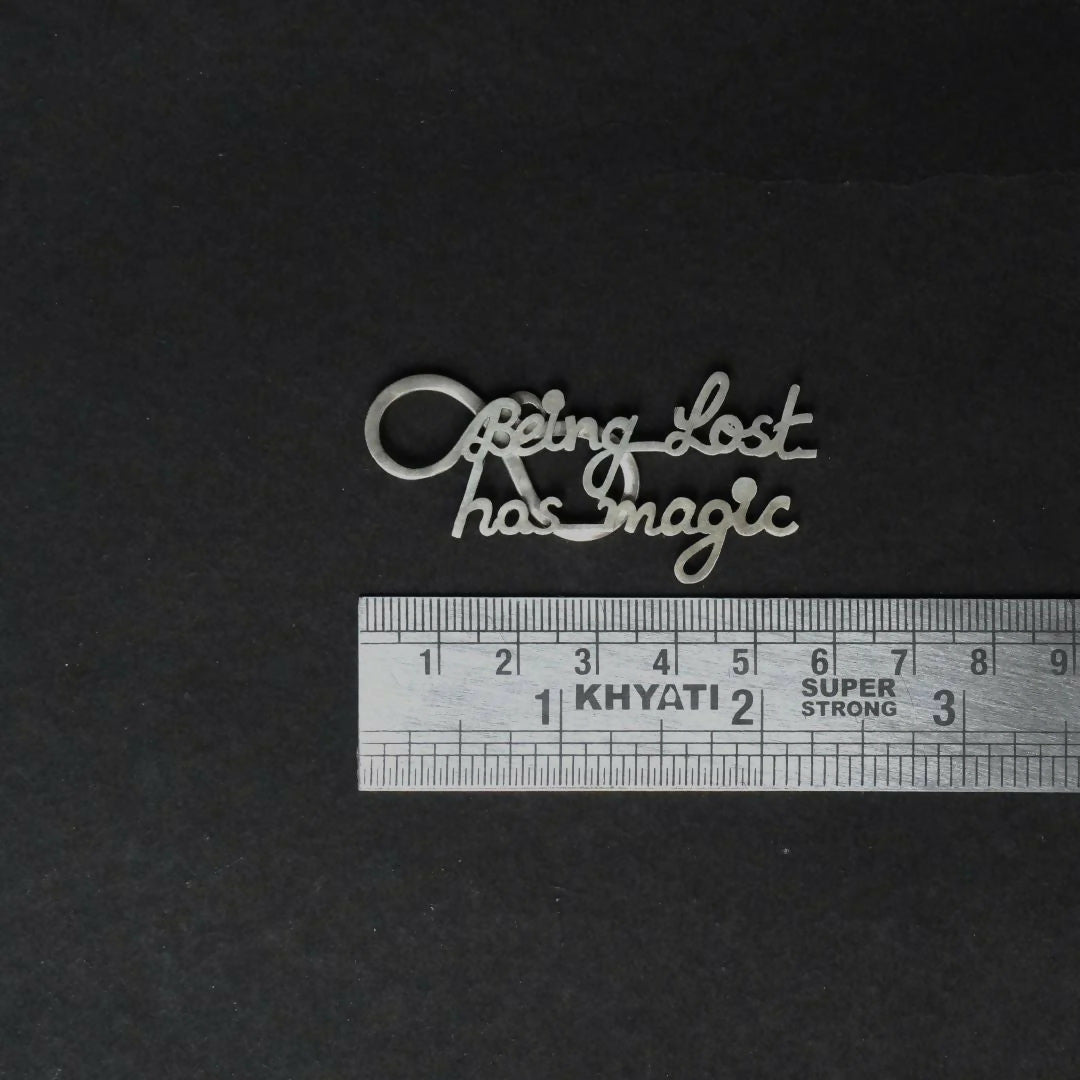 Being Lost
has magic
1 2 3 4 5 6 7 8 9
1 KHYATI 2 SUPER STRONG 3